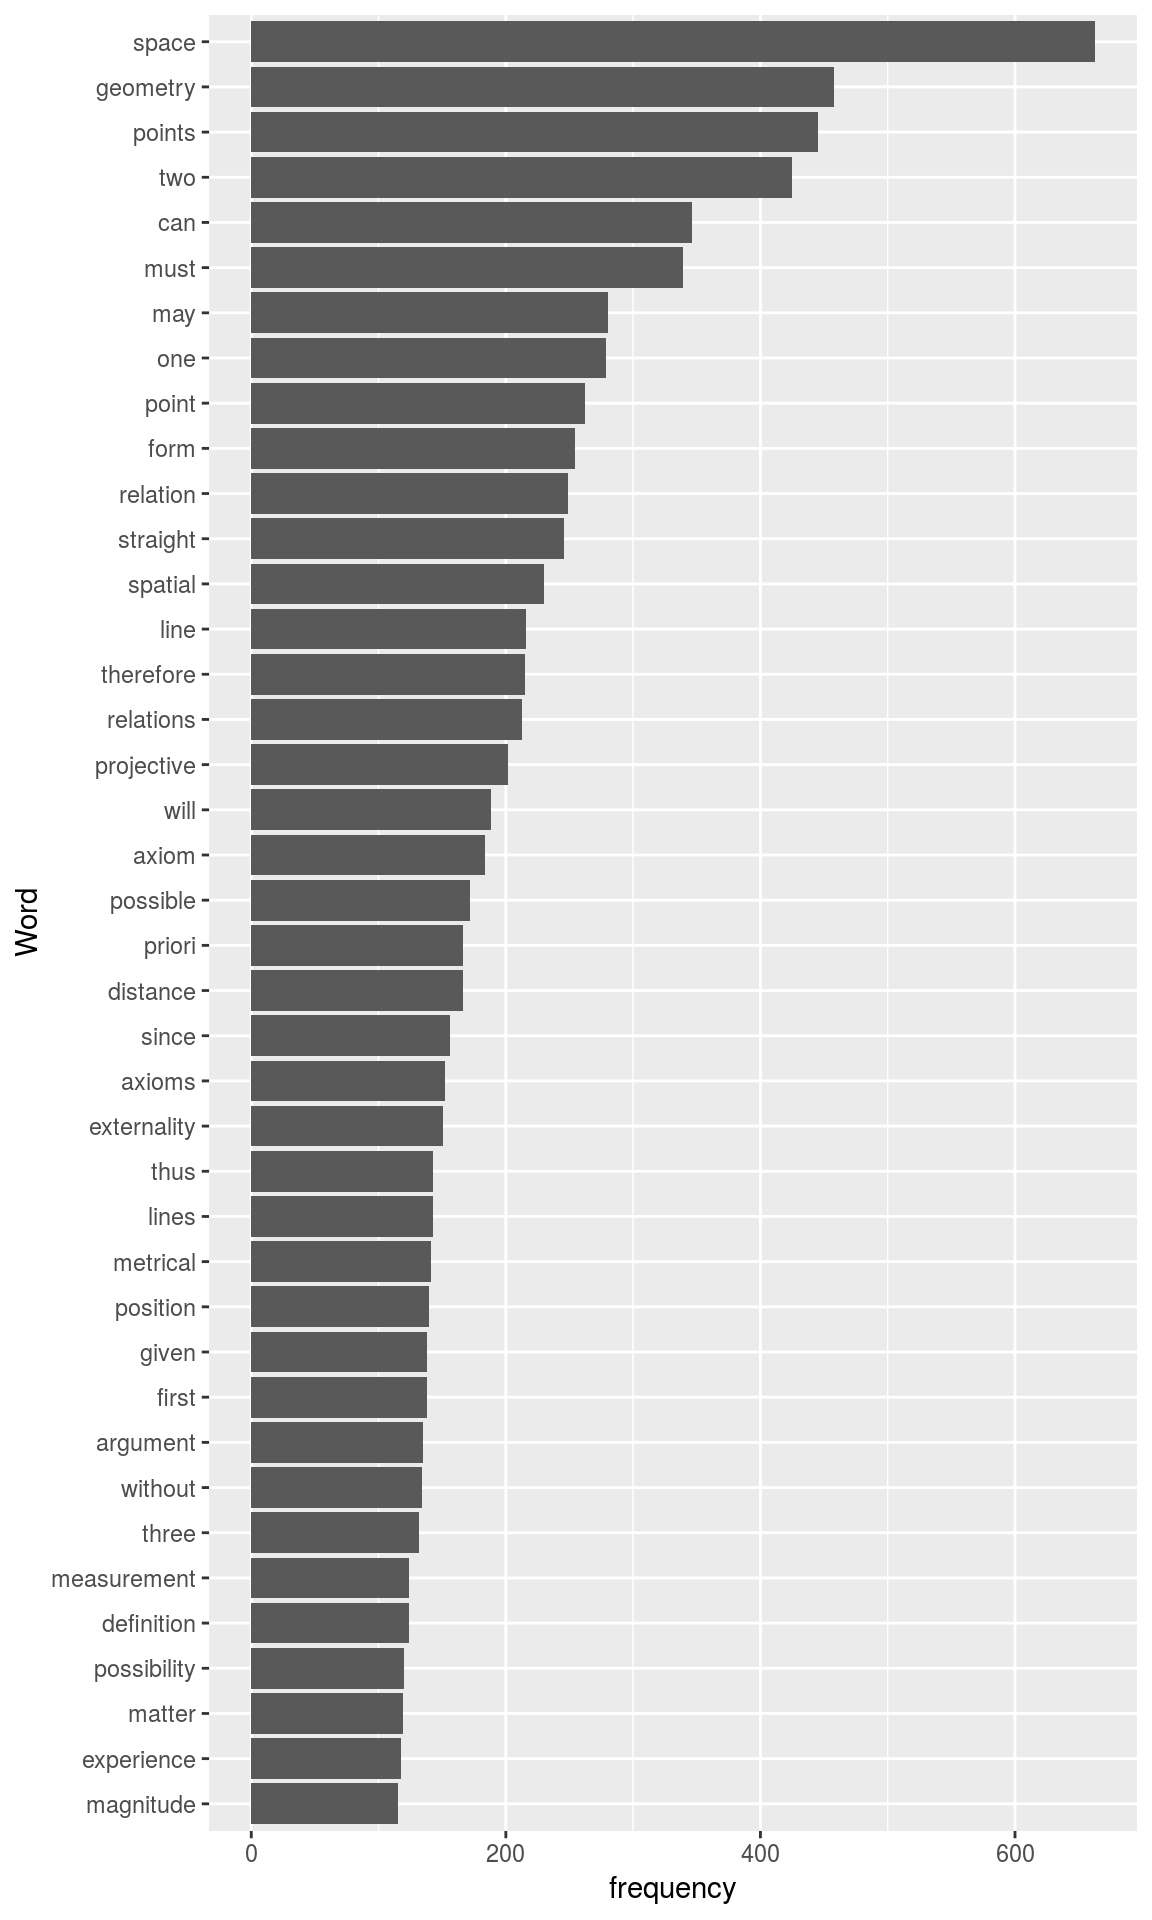 space
geometry
points
two
can
must
may
one
point
form
relation
straight
spatial
line
therefore
relations
projective
will
axiom
possible
priori
distance
since
axioms
externality
thus
lines
metrical
position
given
first
argument
without
three
measurement
definition
possibility
matter
experience
magnitude
Word
0 200 400 600
frequency